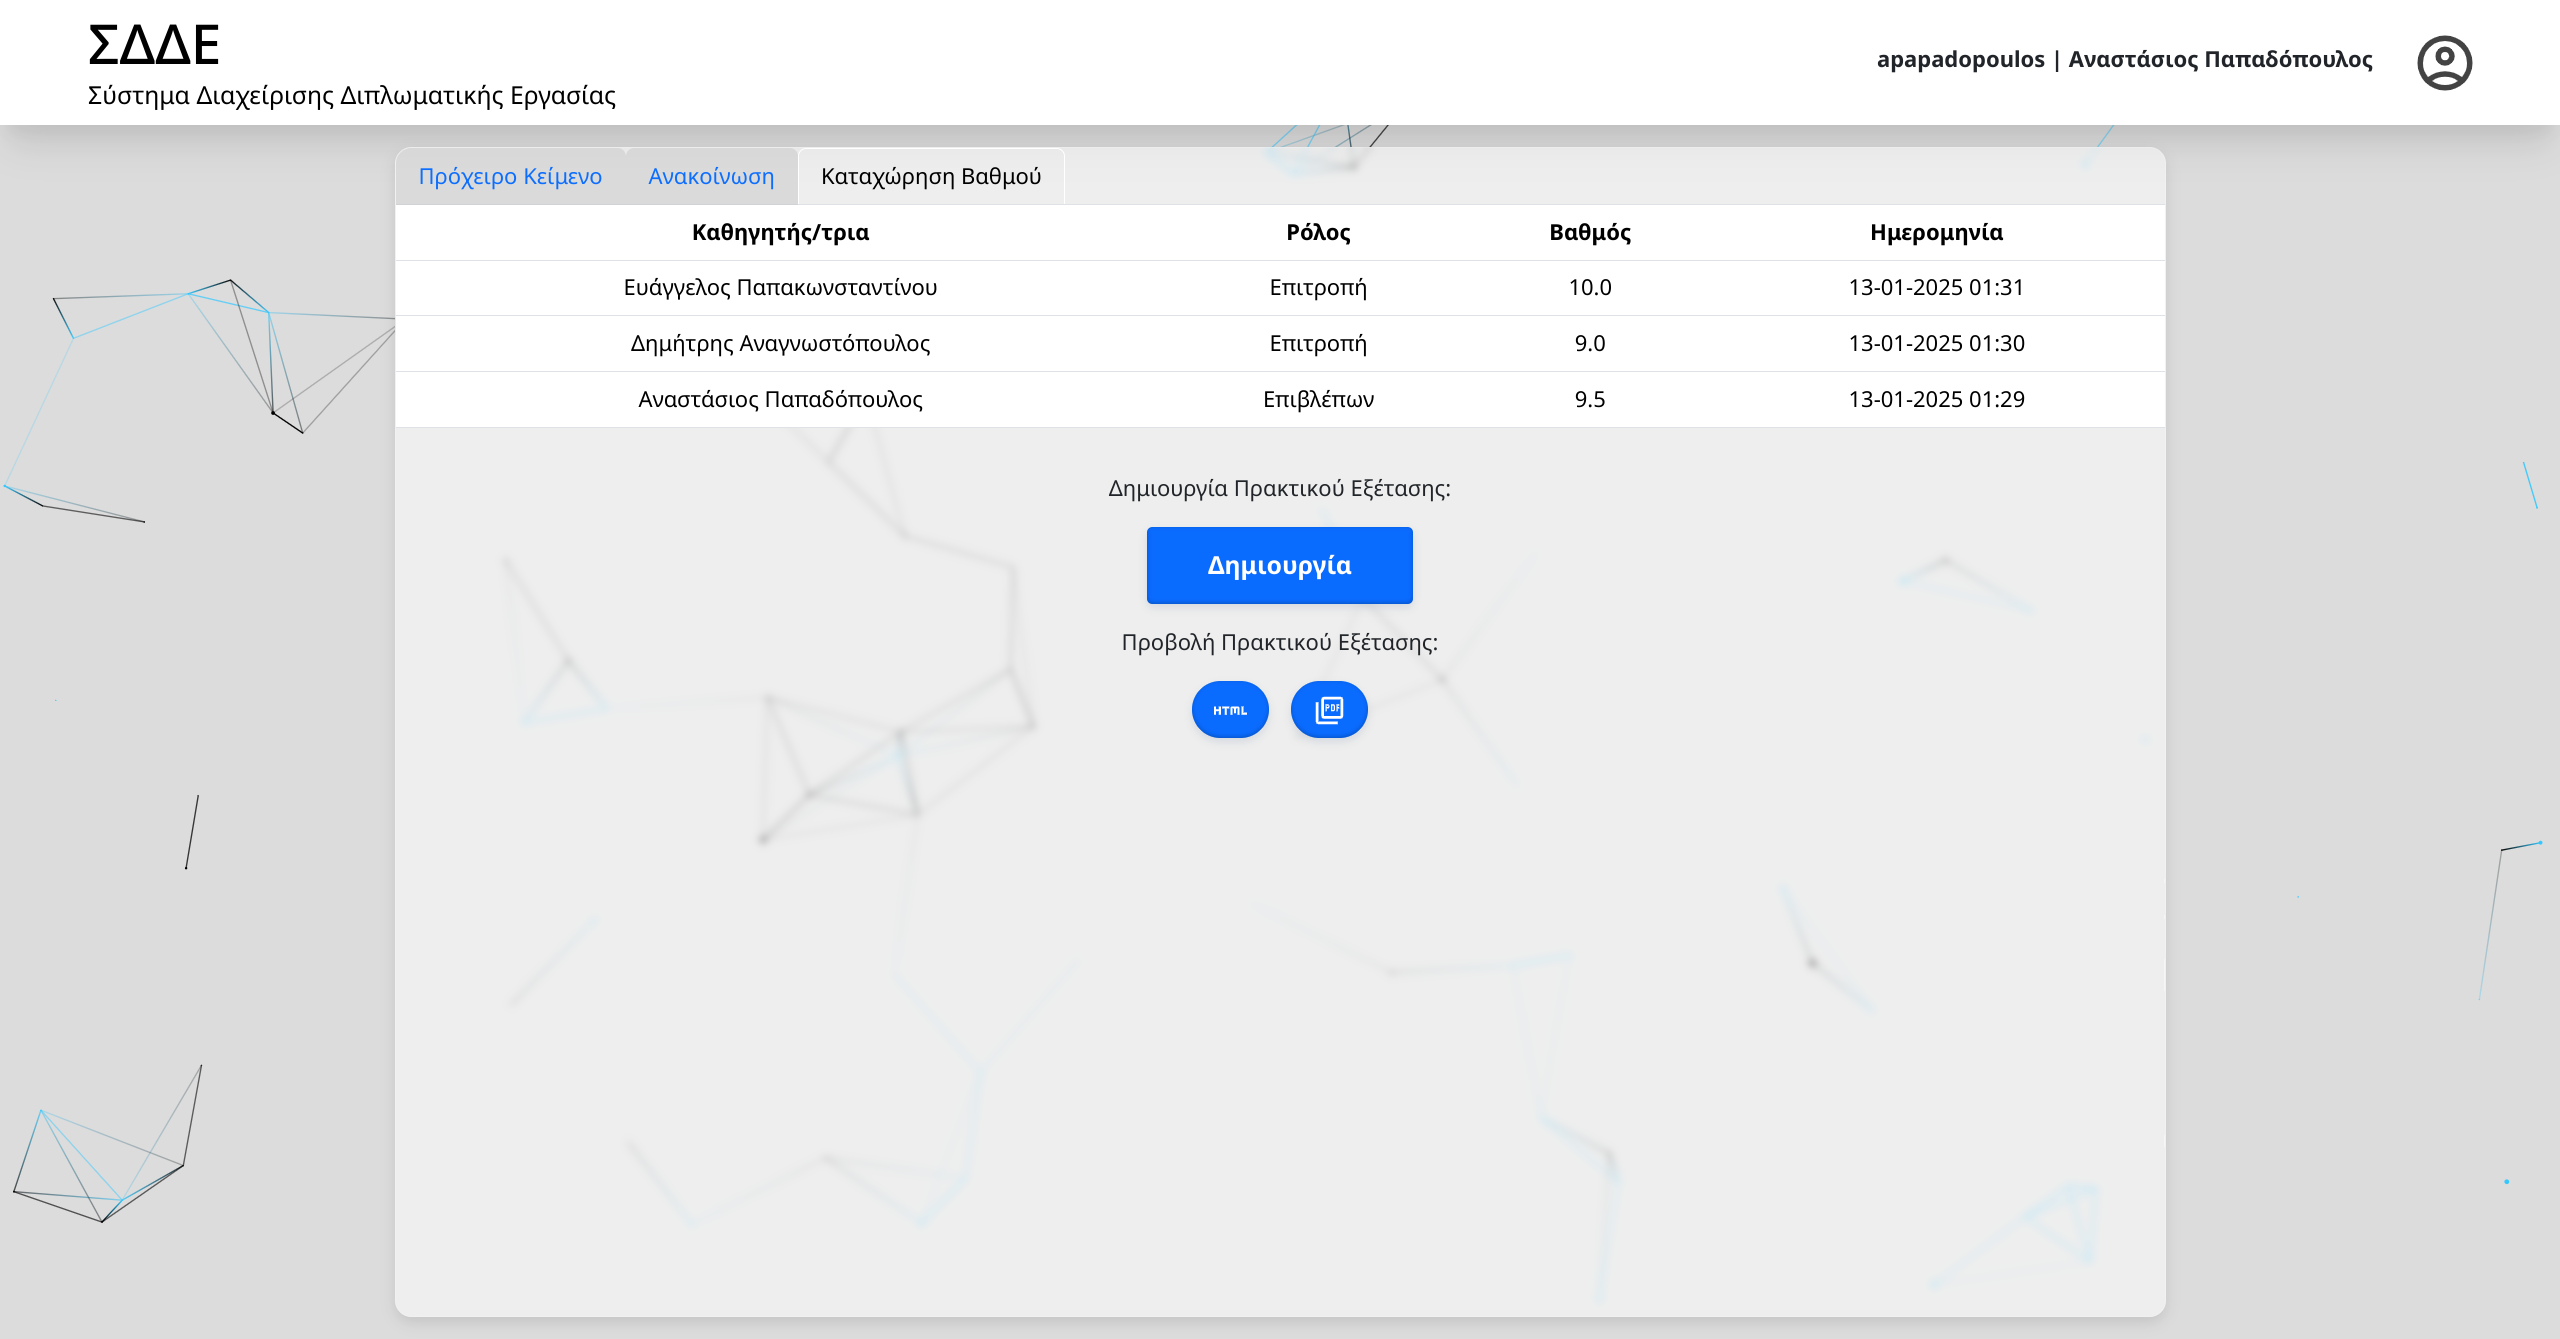 ΣΔΔΕ
Σύστημα Διαχείρισης Διπλωματικής Εργασίας
apapadopoulos | Αναστάσιος Παπαδόπουλος
Πρόχειρο Κείμενο Ανακοίνωση Καταχώρηση Βαθμού
Καθηγητής/τρια Ρόλος Βαθμός Ημερομηνία
Ευάγγελος Παπακωνσταντίνου Επιτροπή 10.0 13-01-2025 01:31
Δημήτρης Αναγνωστόπουλος Επιτροπή 9.0 13-01-2025 01:30
Αναστάσιος Παπαδόπουλος Επιβλέπων 9.5 13-01-2025 01:29
Δημιουργία Πρακτικού Εξέτασης:
Δημιουργία
Προβολή Πρακτικού Εξέτασης:
HTML PDF